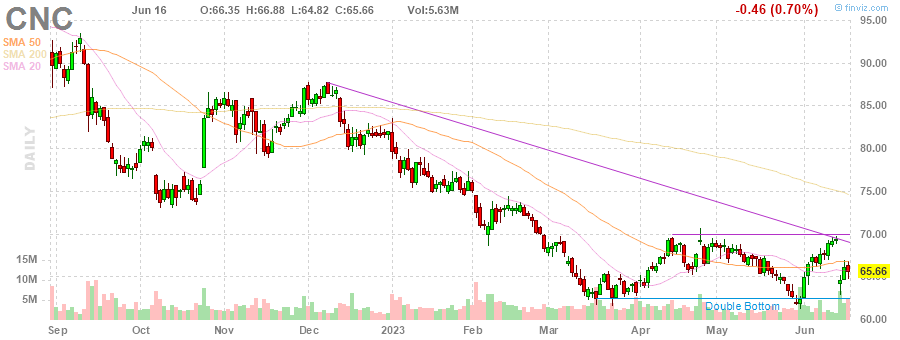 CNC
Jun 16 O:66.35 H:66.88 L:64.82 C:65.66 Vol:5.63M -0.46 (0.70%) @ finviz.com
SMA 50
SMA 200
SMA 20
DAILY
95.00
90.00
85.00
80.00
75.00
70.00
65.66
60.00
15M
10M
5M
Double Bottom
Sep Oct Nov Dec 2023 Feb Mar Apr May Jun